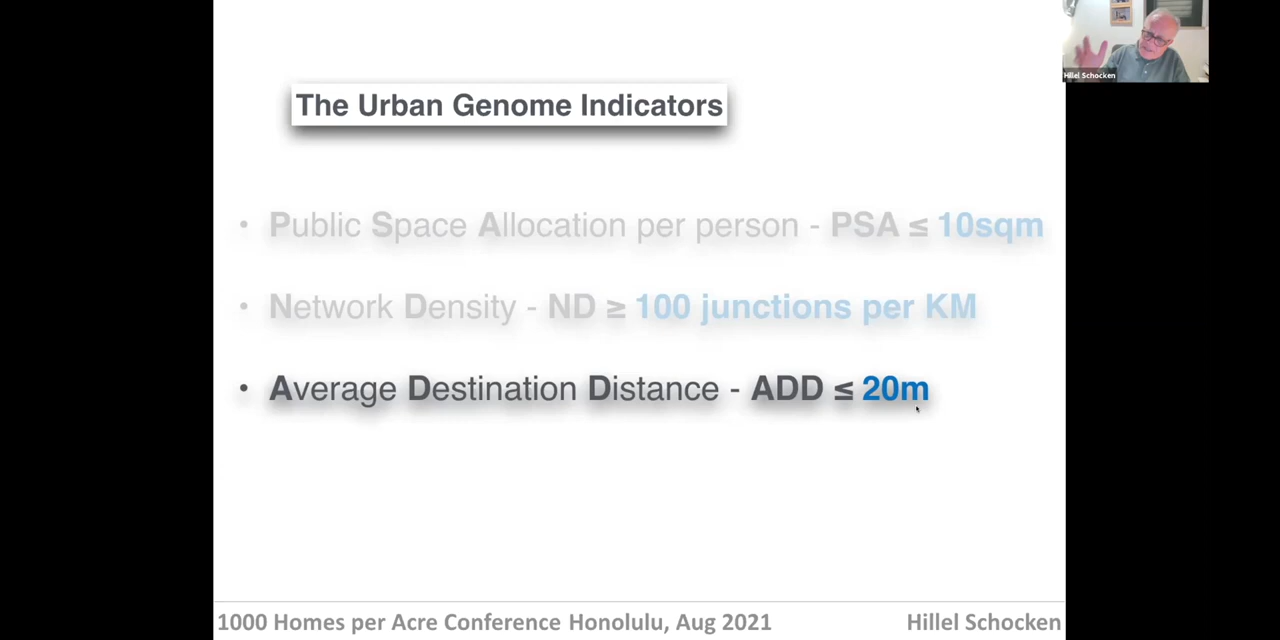 Hillel Schocken
The Urban Genome Indicators
• Public Space Allocation per person - PSA ≤ 10sqm
• Network Density - ND ≥ 100 junctions per KM
• Average Destination Distance - ADD ≤ 20m
1000 Homes per Acre Conference Honolulu, Aug 2021
Hillel Schocken